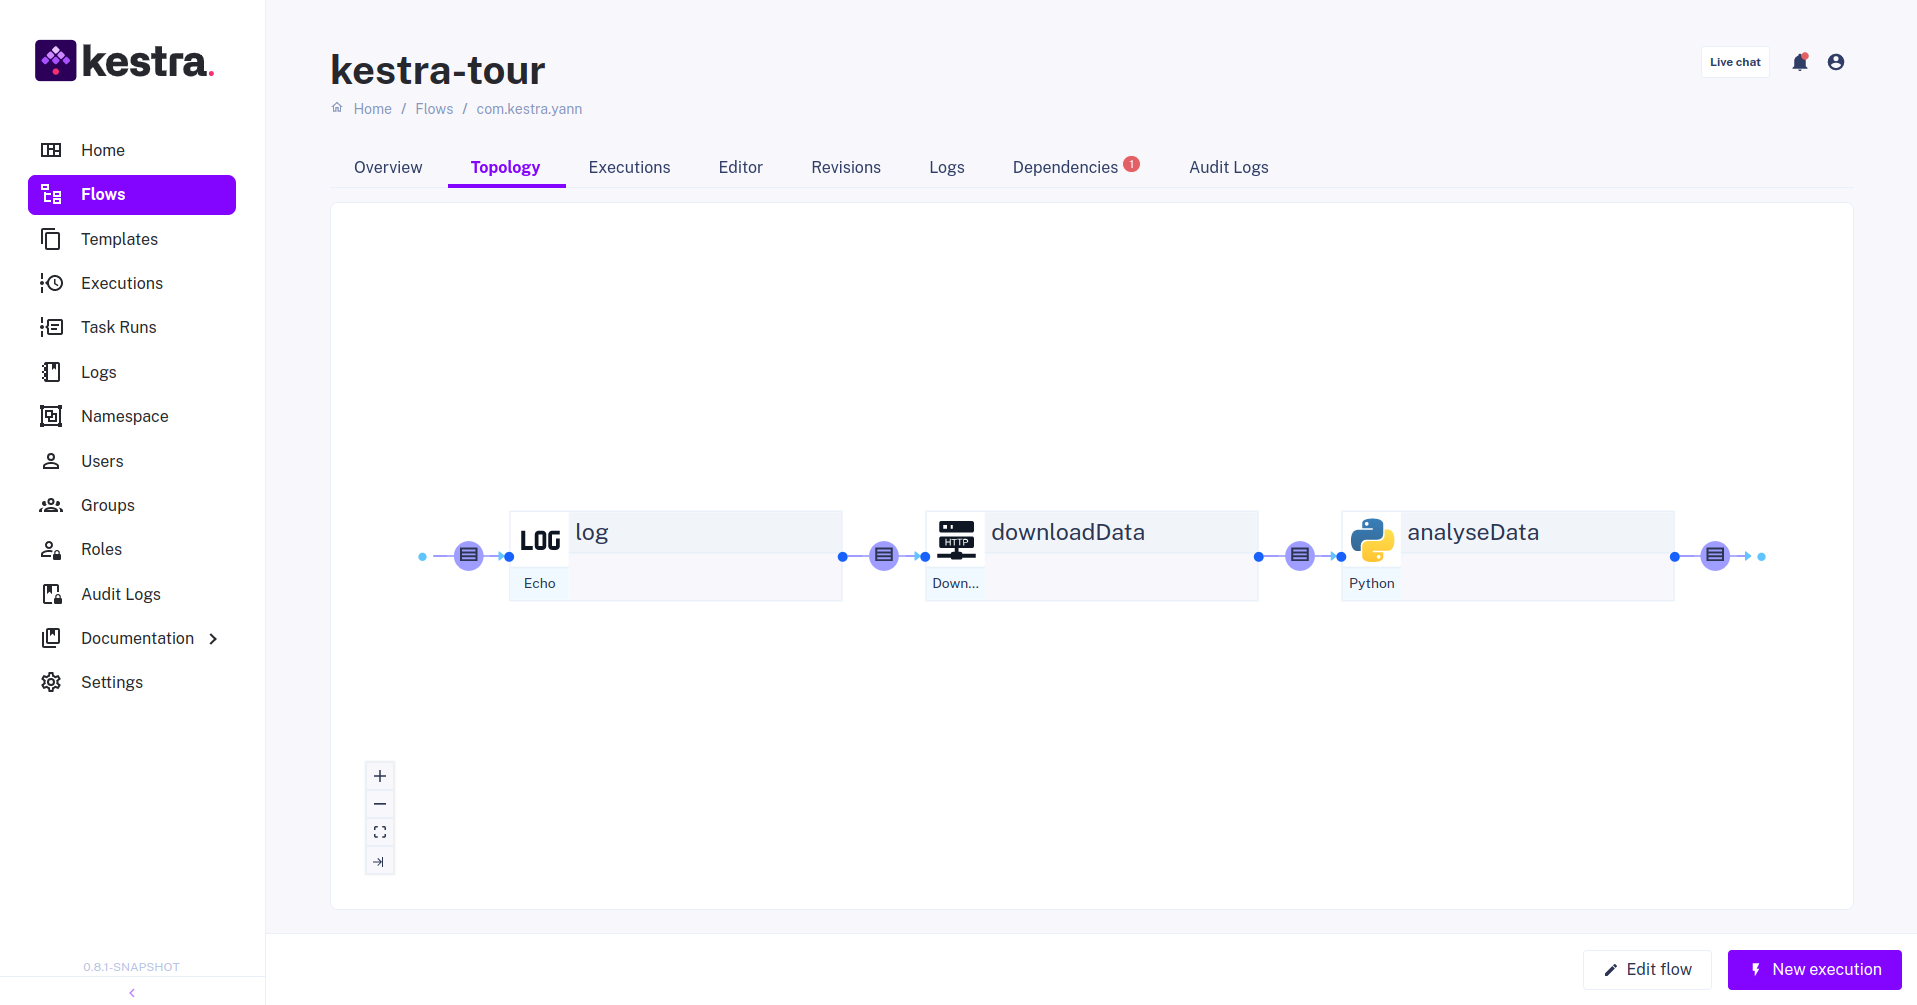 kestra.
Home
Flows
Templates
Executions
Task Runs
Logs
Namespace
Users
Groups
Roles
Audit Logs
Documentation
Settings
0.8.1-SNAPSHOT
kestra-tour
Home / Flows / com.kestra.yann
Live chat
Overview Topology Executions Editor Revisions Logs Dependencies 1 Audit Logs
LOG log
Echo
HTTP downloadData
Down...
analyseData
Python
Edit flow
New execution